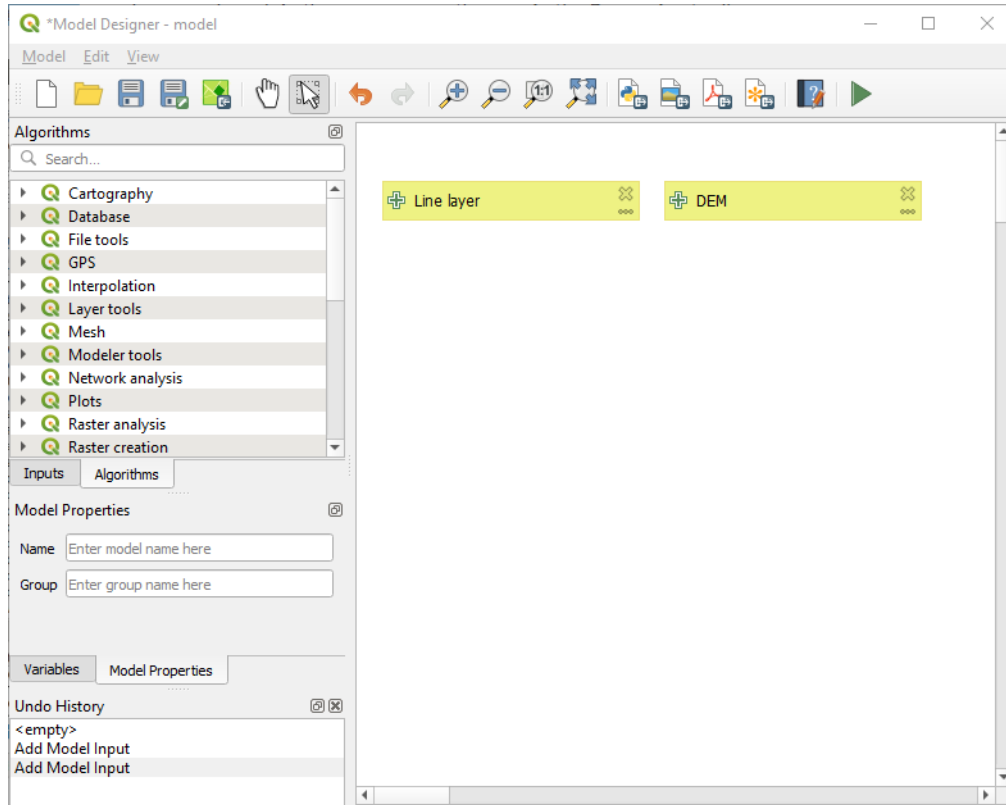 *Model Designer - model
Model Edit View
1:1
Algorithms
Search...
Cartography
Database
File tools
GPS
Interpolation
Layer tools
Mesh
Modeler tools
Network analysis
Plots
Raster analysis
Raster creation
Inputs Algorithms
Model Properties
Name Enter model name here
Group Enter group name here
Variables Model Properties
Undo History
<empty>
Add Model Input
Add Model Input
Line layer
DEM